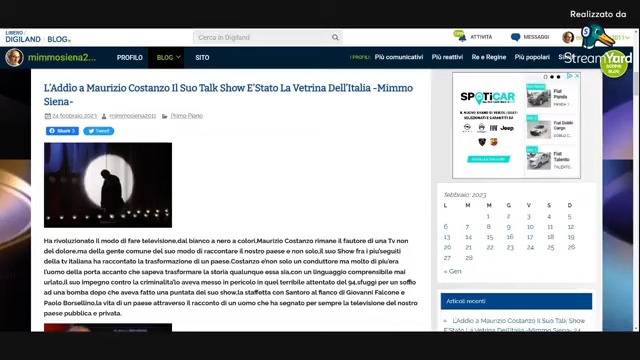 Realizzato da
StreamYard
LIBERO
DIGILAND BLOG
Cerca in Digiland
ATTIVITÀ
MESSAGGI
mimmosiena2...
PROFILO
BLOG
SITO
I PROFILI
Più comunicativi
Più reattivi
Re e Regine
Più popolari
SCOPRI
BLOG
L'Addio a Maurizio Costanzo Il Suo Talk Show E'Stato La Vetrina Dell'Italia -Mimmo
Siena-
24 febbraio 2023
mimmosiena2011
Primo Piano
Share 3
Tweet
Ha rivoluzionato il modo di fare televisione,dal bianco a nero a colori,Maurizio Costanzo rimane il fautore di una Tv non
del dolore,ma della gente comune del suo modo di raccontare il nostro paese e non solo,il suo Show fra i piu'seguiti
della tv italiana ha raccontato la trasformazione di un paese.Costanzo e'non solo un conduttore ma molto di piu'era
l'uomo della porta accanto che sapeva trasformare la storia qualunque essa sia,con un linguaggio comprensibile mai
urlato,il suo impegno contro la criminalita'lo aveva messo in pericolo in quel terribile attentato del 94,sfuggi per un soffio
ad una bomba dopo che aveva fatto una puntata del suo show,la staffetta con Santoro al fianco di Giovanni Falcone e
Paolo Borsellino,la vita di un paese attraverso il racconto di un uomo che ha segnato per sempre la televisione del nostro
paese pubblica e privata.
SPOTICAR
Fiat
Panda
Fiat Doblo
Cargo
Fiat
Talento
febbraio: 2023
L M M G V S D
1 2 3 4 5
6 7 8 9 10 11 12
13 14 15 16 17 18 19
20 21 22 23 24 25 26
27 28
« Gen
Articoli recenti
L'Addio a Maurizio Costanzo Il Suo Talk Show
E'Stato La Vetrina Dell'Italia -Mimmo Siena- 24